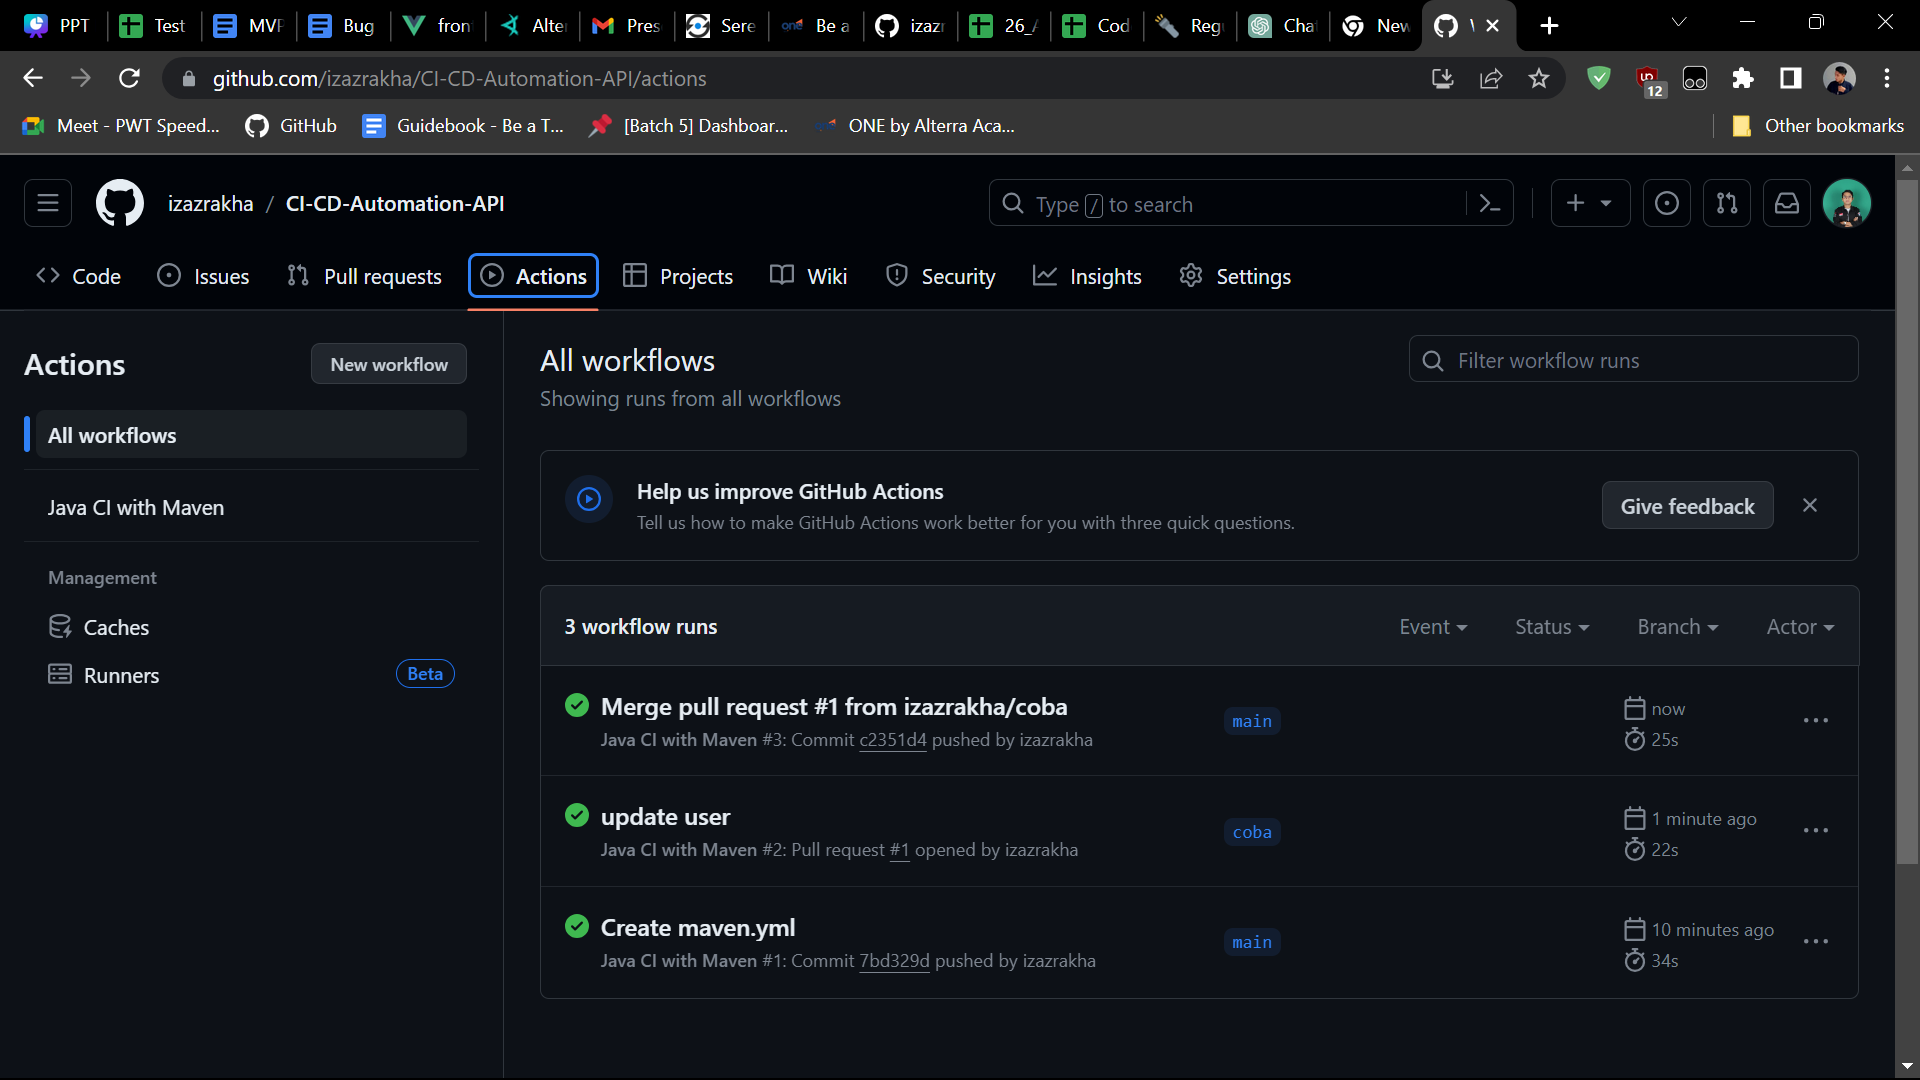 PPT
Test
MVP
Bug
fron
Alte
Pres
Sere
one Be a
izazr
26_A
Cod
Regu
Chat
New
github.com/izazrakha/CI-CD-Automation-API/actions
12
Meet - PWT Speed...
GitHub
Guidebook - Be a T...
[Batch 5] Dashboar...
ONE by Alterra Aca...
Other bookmarks
izazrakha / CI-CD-Automation-API
Type / to search
Code
Issues
Pull requests
Actions
Projects
Wiki
Security
Insights
Settings
Actions
New workflow
All workflows
Java CI with Maven
Management
Caches
Runners
Beta
All workflows
Showing runs from all workflows
Filter workflow runs
Help us improve GitHub Actions
Tell us how to make GitHub Actions work better for you with three quick questions.
Give feedback
3 workflow runs
Event
Status
Branch
Actor
Merge pull request #1 from izazrakha/coba
Java CI with Maven #3: Commit c2351d4 pushed by izazrakha
main
now
25s
update user
Java CI with Maven #2: Pull request #1 opened by izazrakha
coba
1 minute ago
22s
Create maven.yml
Java CI with Maven #1: Commit 7bd329d pushed by izazrakha
main
10 minutes ago
34s